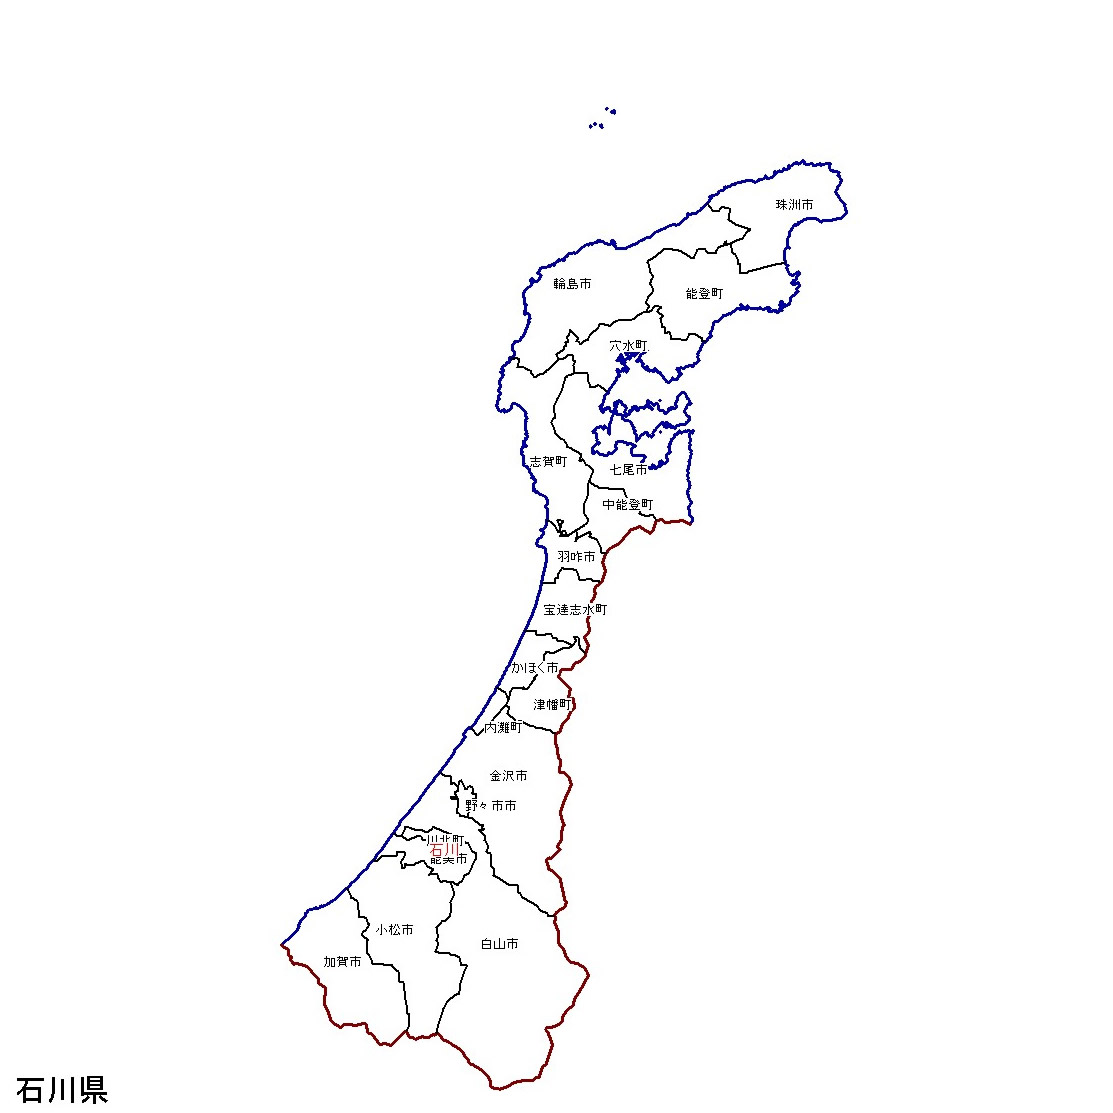 珠洲市
輪島市
能登町
穴水町
志賀町
七尾市
中能登町
羽咋市
宝達志水町
かほく市
津幡町
内灘町
金沢市
野々市市
川北町
石川
能美市
小松市
白山市
加賀市
石川県